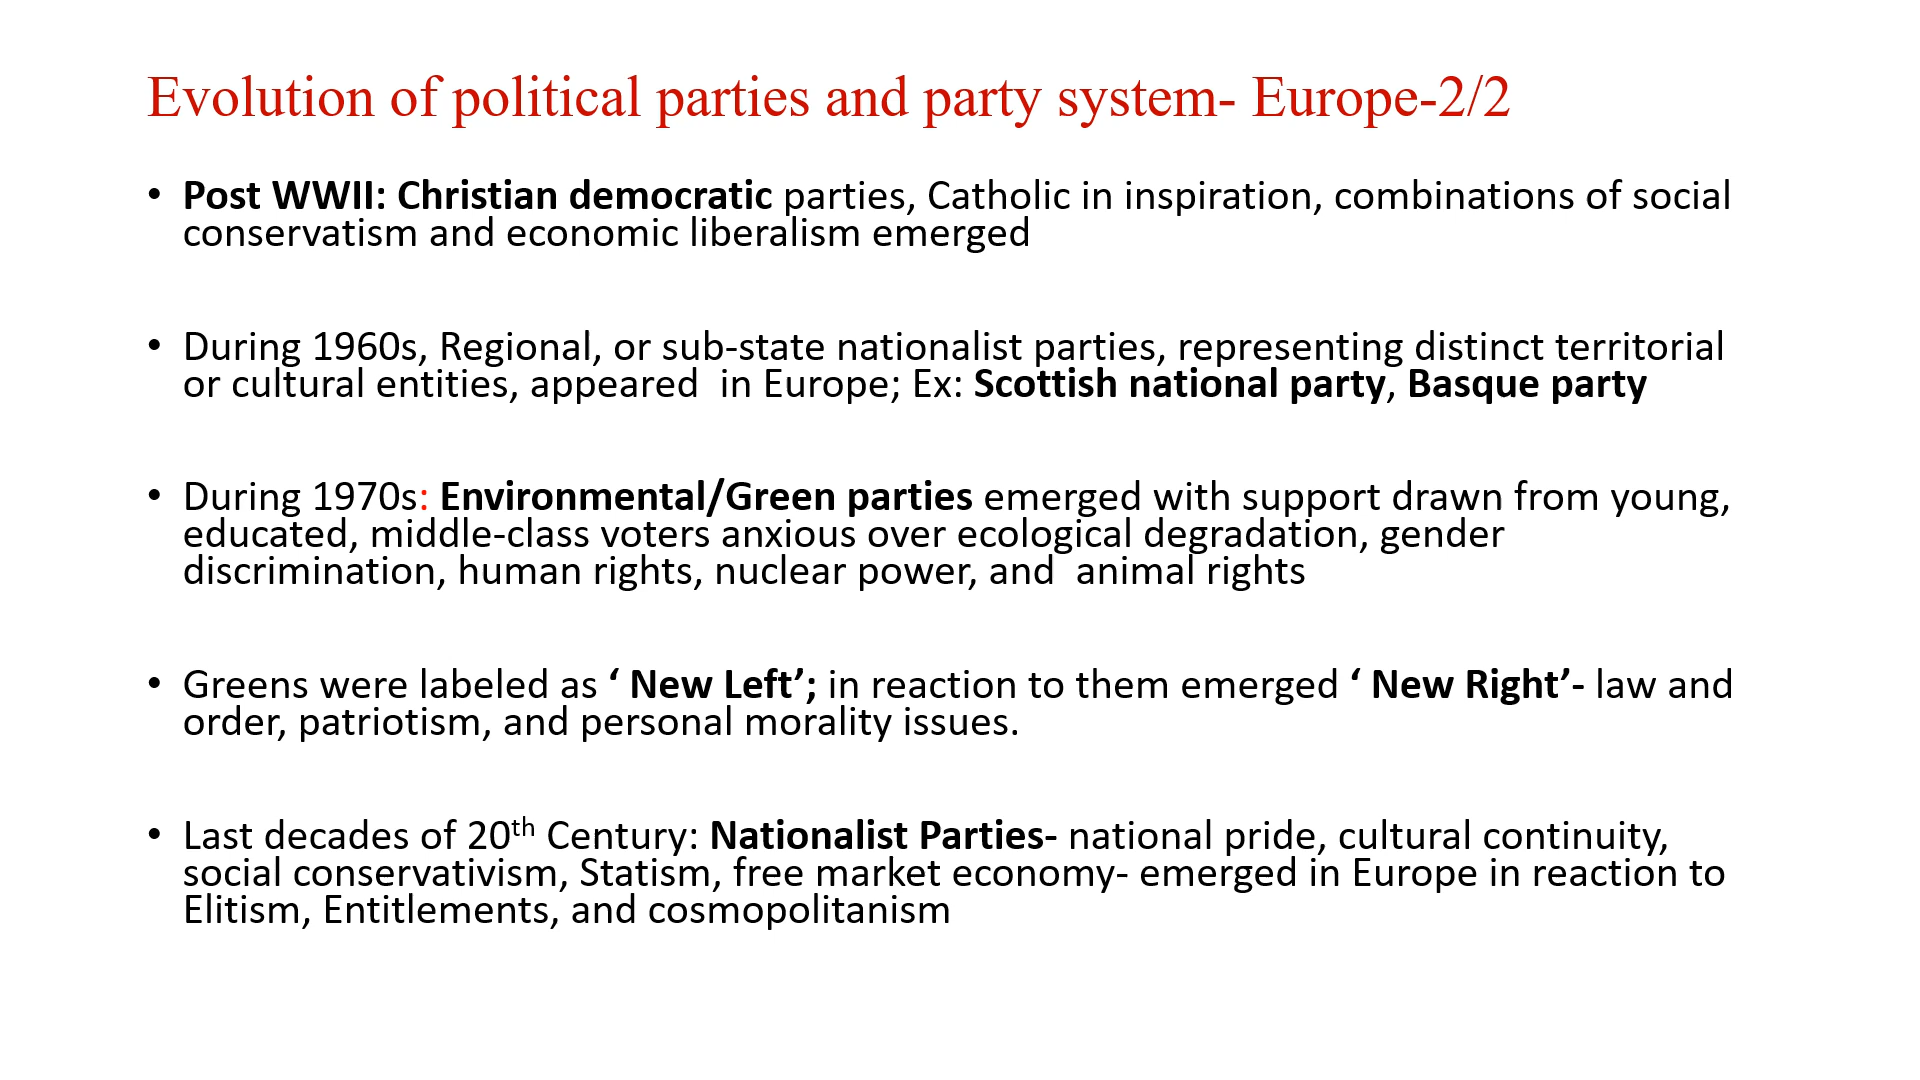 Evolution of political parties and party system- Europe-2/2
• Post WWII: Christian democratic parties, Catholic in inspiration, combinations of social
conservatism and economic liberalism emerged
• During 1960s, Regional, or sub-state nationalist parties, representing distinct territorial
or cultural entities, appeared  in Europe; Ex: Scottish national party, Basque party
• During 1970s: Environmental/Green parties emerged with support drawn from young,
educated, middle-class voters anxious over ecological degradation, gender
discrimination, human rights, nuclear power, and  animal rights
• Greens were labeled as ‘ New Left’; in reaction to them emerged ‘ New Right’- law and
order, patriotism, and personal morality issues.
• Last decades of 20th Century: Nationalist Parties- national pride, cultural continuity,
social conservativism, Statism, free market economy- emerged in Europe in reaction to
Elitism, Entitlements, and cosmopolitanism